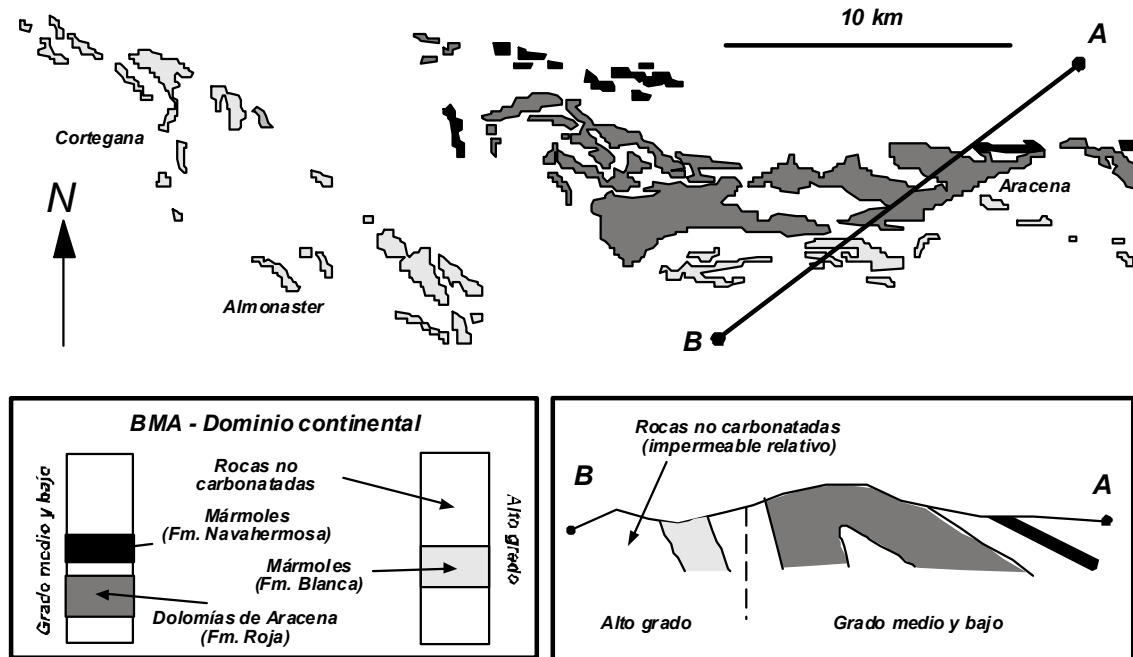 10 km
A
Cortegana
N
Aracena
Almonaster
B
BMA - Dominio continental
Grado medio y bajo
Rocas no
carbonatadas
Mármoles
(Fm. Navahermosa)
Mármoles
(Fm. Blanca)
Dolomías de Aracena
(Fm. Roja)
Alto grado
Rocas no carbonatadas
(impermeable relativo)
B
A
Alto grado
Grado medio y bajo